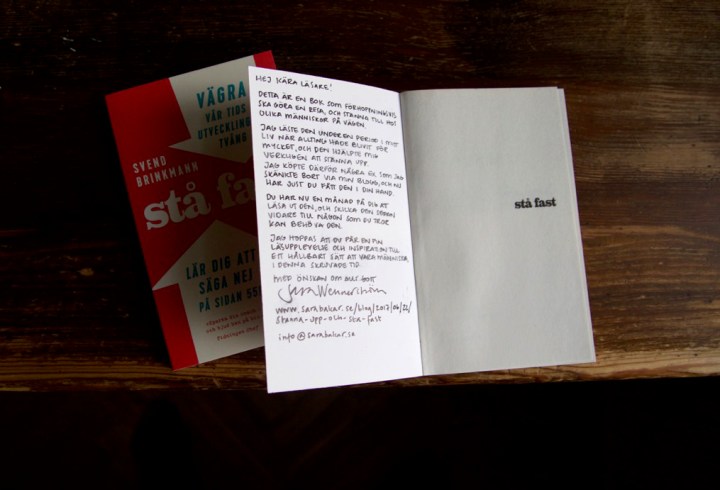 VÄGRA
VÅR TIDS
UTVECKLING
TVÅNG
SVEND
BRINKMANN
stå fa
LÄR DIG ATT
SÄGA NEJ
PÅ SIDAN 55
HEJ KÄRA LÄSARE!
DETTA ÄR EN BOK SOM FÖRHOPPNINGSVIS
SKA GÖRA EN RESA, OCH STANNA TILL HOS
OLIKA MÄNNISKOR PÅ VÄGEN.
JAG LÄSTE DEN UNDER EN PERIOD I MITT
LIV NÄR ALLTING HADE BLIVIT FÖR
MYCKET, OCH DEN HJÄLPTE MIG
VERKLIGEN ATT STANNA UPP.
JAG KÖPTE DÄRFÖR NÅGRA EX, SOM JAG
SKÄNKTE BORT VIA MIN BLOGG, OCH NU
HAR JUST DU FÅTT DEN I DIN HAND.
DU HAR NU EN MÅNAD PÅ DIG ATT
LÄSA UT DEN, OCH SKICKA DEN SEDAN
VIDARE TILL NÅGON SOM DU TROR
KAN BEHÖVA DEN.
JAG HOPPAS ATT DU FÅR EN FIN
LÄSUPPLEVELSE OCH INSPIRATION TILL
ETT HÅLLBART SÄTT ATT VARA MÄNNISKA,
I DENNA SKRUVADE TID.
MED ÖNSKAN OM ALLT GOTT
Sara Wennerström
www.sarabakar.se/blog/2017/06/22/
stanna-upp-och-sta-fast
info@sarabakar.se
stå fast